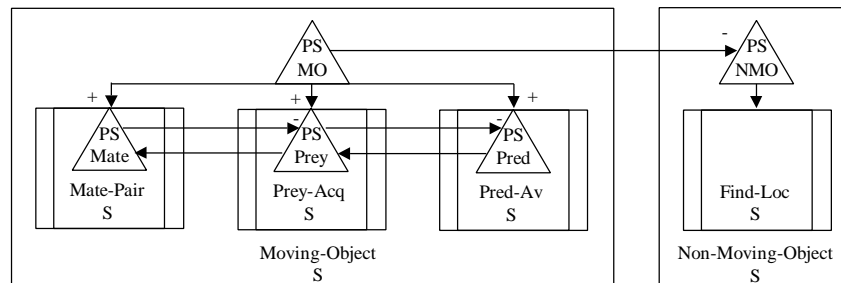 PS
MO
-
PS
NMO
+
+
+
PS
Mate
-
PS
Prey
-
PS
Pred
Mate-Pair
S
Prey-Acq
S
Pred-Av
S
Find-Loc
S
Moving-Object
S
Non-Moving-Object
S